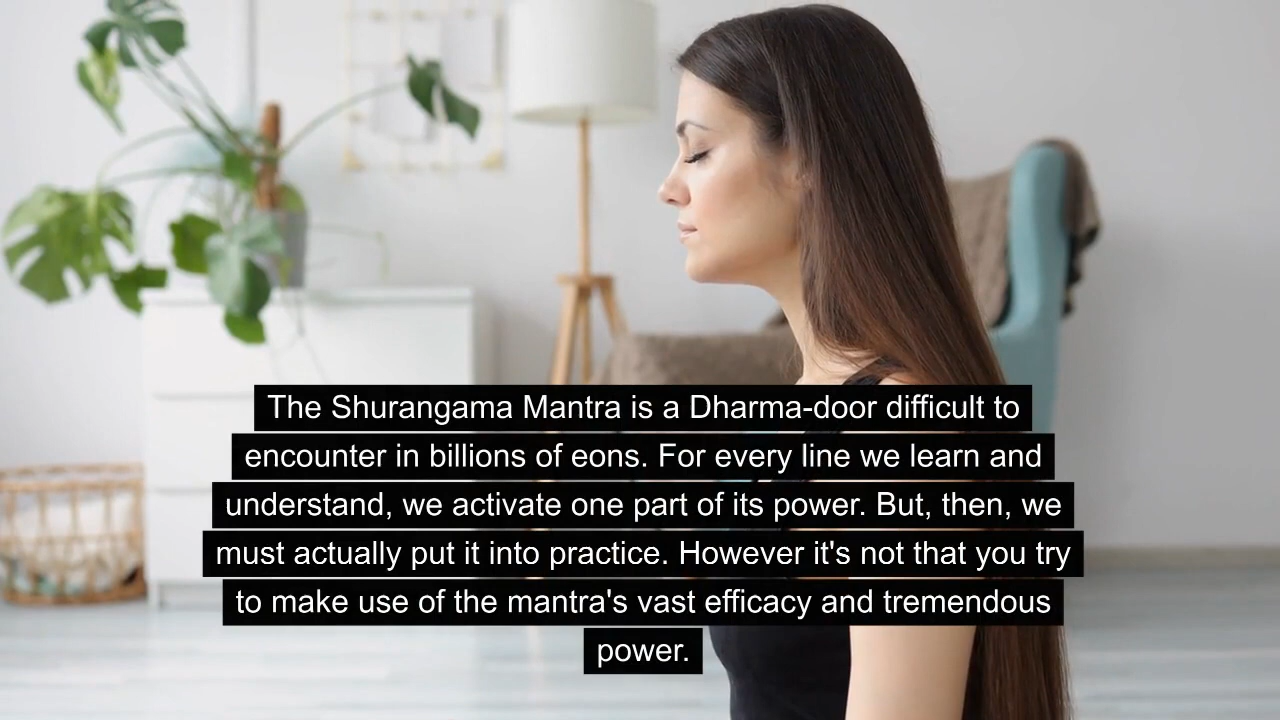 The Shurangama Mantra is a Dharma-door difficult to
encounter in billions of eons. For every line we learn and
understand, we activate one part of its power. But, then, we
must actually put it into practice. However it's not that you try
to make use of the mantra's vast efficacy and tremendous
power.